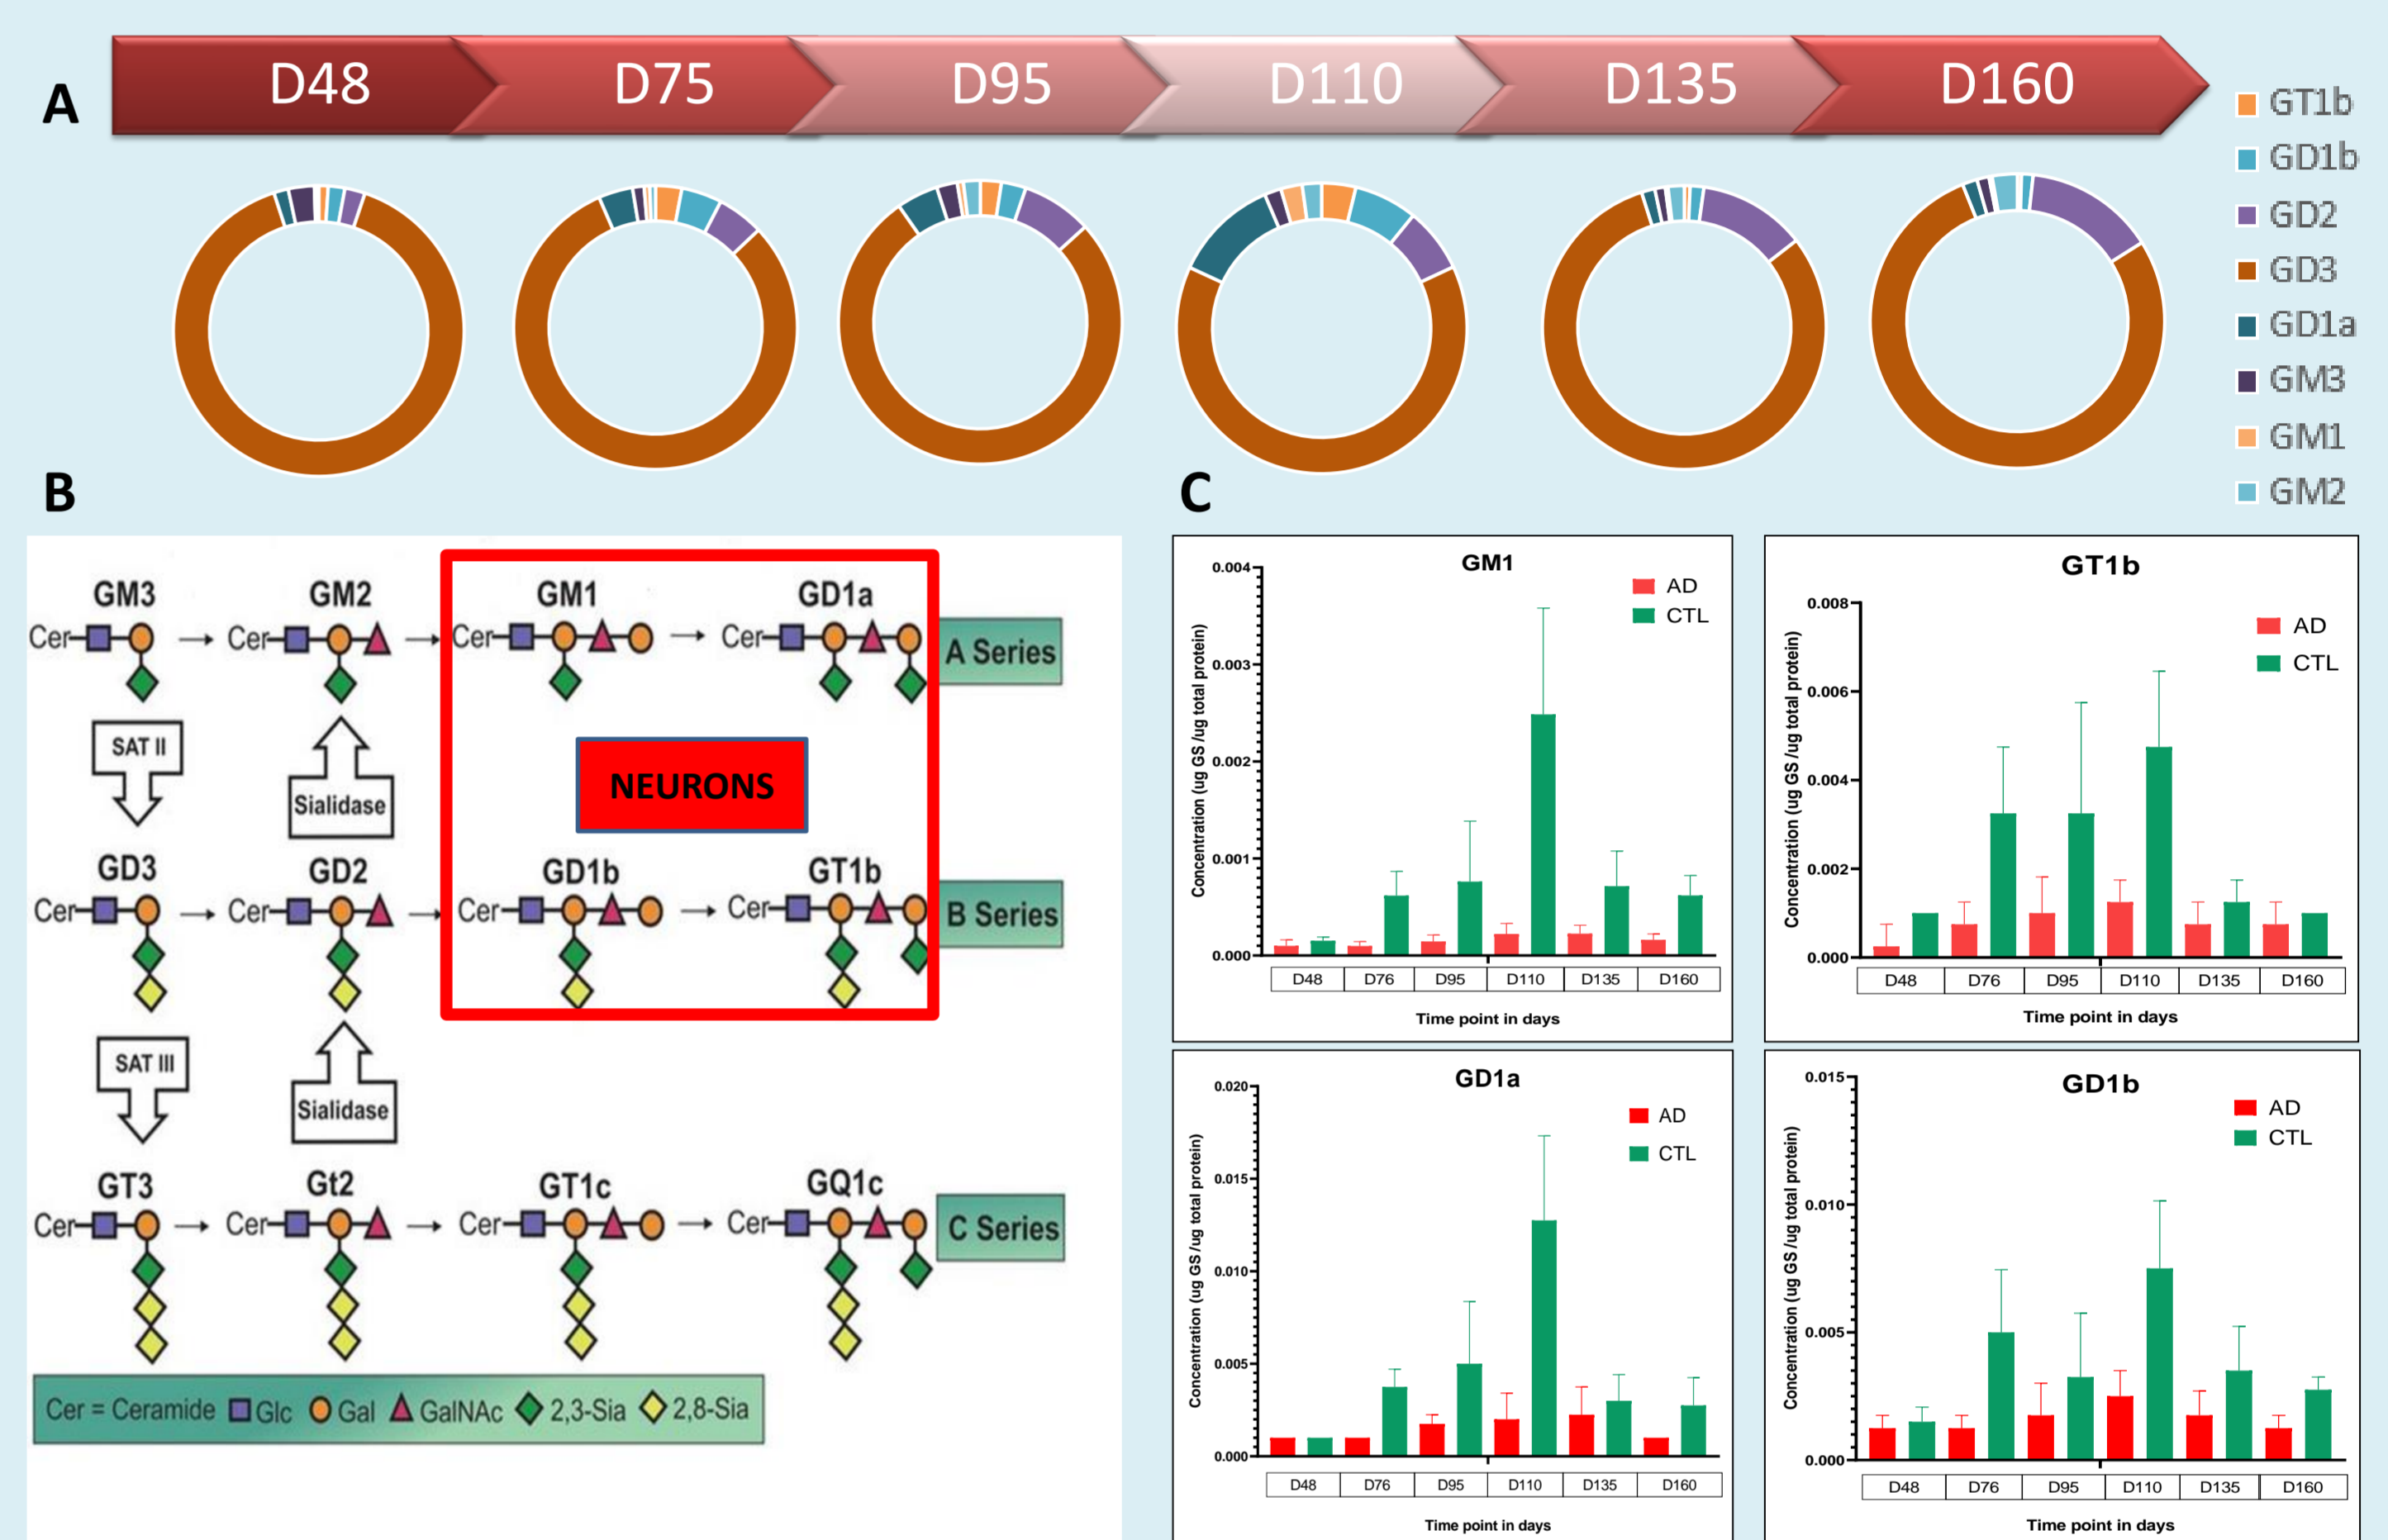 A
D48
D75
D95
D110
D135
D160
GT1b
GD1b
GD2
GD3
GD1a
GM3
GM1
GM2
B
GM3
GM2
GM1
GD1a
Cer
Cer
Cer
Cer
A Series
SAT II
Sialidase
NEURONS
GD3
GD2
GD1b
GT1b
Cer
Cer
Cer
Cer
B Series
SAT III
Sialidase
GT3
Gt2
GT1c
GQ1c
Cer
Cer
Cer
Cer
C Series
Cer = Ceramide Glc Gal GalNAc 2,3-Sia 2,8-Sia
C
GM1
AD
CTL
Concentration (ug GS /ug total protein)
0.004
0.003
0.002
0.001
0.000
D48 D76 D95 D110 D135 D160
Time point in days
GT1b
AD
CTL
Concentration (ug GS /ug total protein)
0.008
0.006
0.004
0.002
0.000
D48 D76 D95 D110 D135 D160
Time point in days
GD1a
AD
CTL
Concentration (ug GS /ug total protein)
0.020
0.015
0.010
0.005
0.000
D48 D76 D95 D110 D135 D160
Time point in days
GD1b
AD
CTL
Concentration (ug GS /ug total protein)
0.015
0.010
0.005
0.000
D48 D76 D95 D110 D135 D160
Time point in days